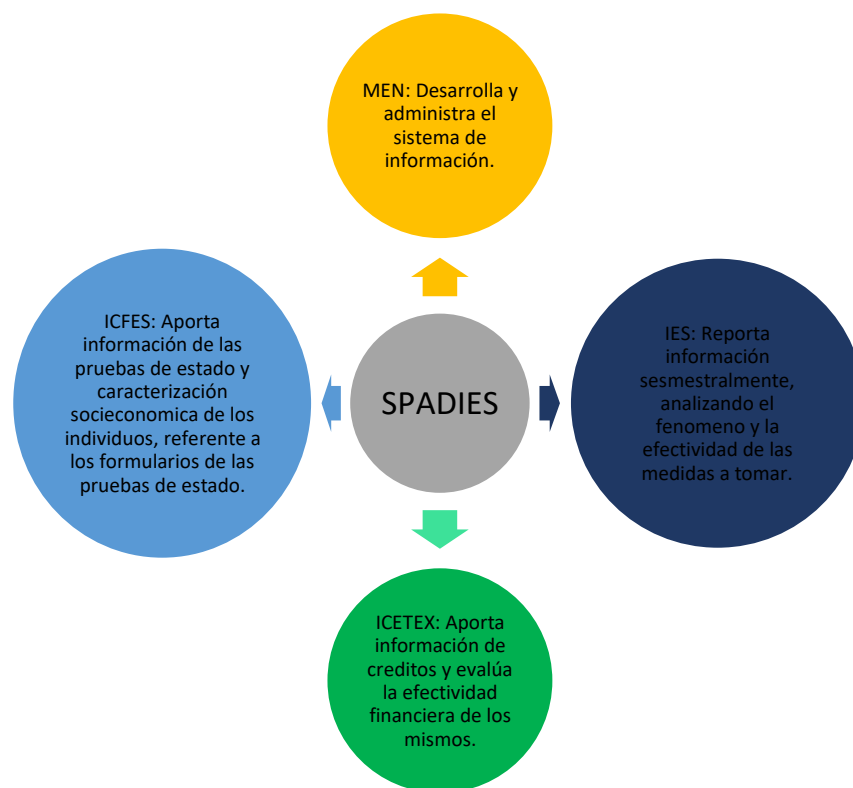 MEN: Desarrolla y
administra el
sistema de
información.
ICFES: Aporta
información de las
pruebas de estado y
caracterización
socioeconomica de los
individuos, referente a
los formularios de las
pruebas de estado.
SPADIES
IES: Reporta
información
sesmestralmente,
analizando el
fenomeno y la
efectividad de las
medidas a tomar.
ICETEX: Aporta
información de
creditos y evalúa
la efectividad
financiera de los
mismos.